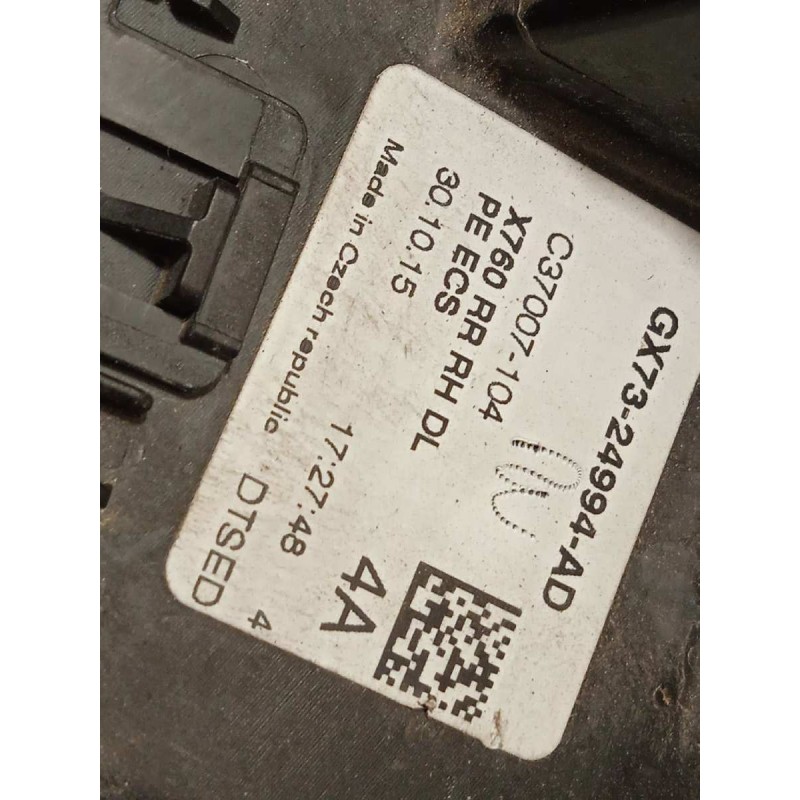 GX73-24994-AD
C37007-104
X760 RR RH DL
PE ECS
30.10.15 17:27:48 4A
Made in Czech republic DTSED 4